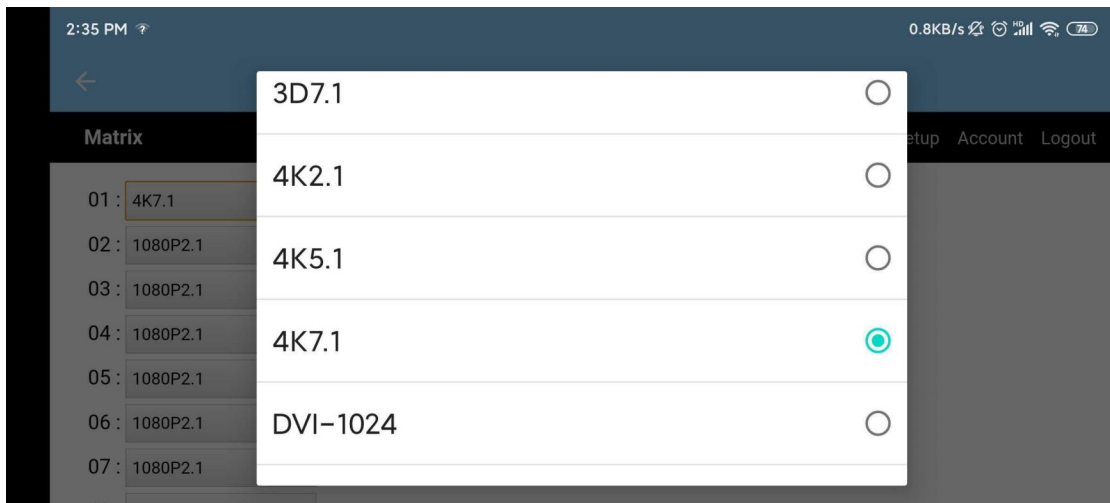 2:35 PM ?
0.8KB/s HD 74
Matrix
etup Account Logout
3D7.1
4K2.1
4K5.1
4K7.1
DVI-1024
01 : 4K7.1
02 : 1080P2.1
03 : 1080P2.1
04 : 1080P2.1
05 : 1080P2.1
06 : 1080P2.1
07 : 1080P2.1